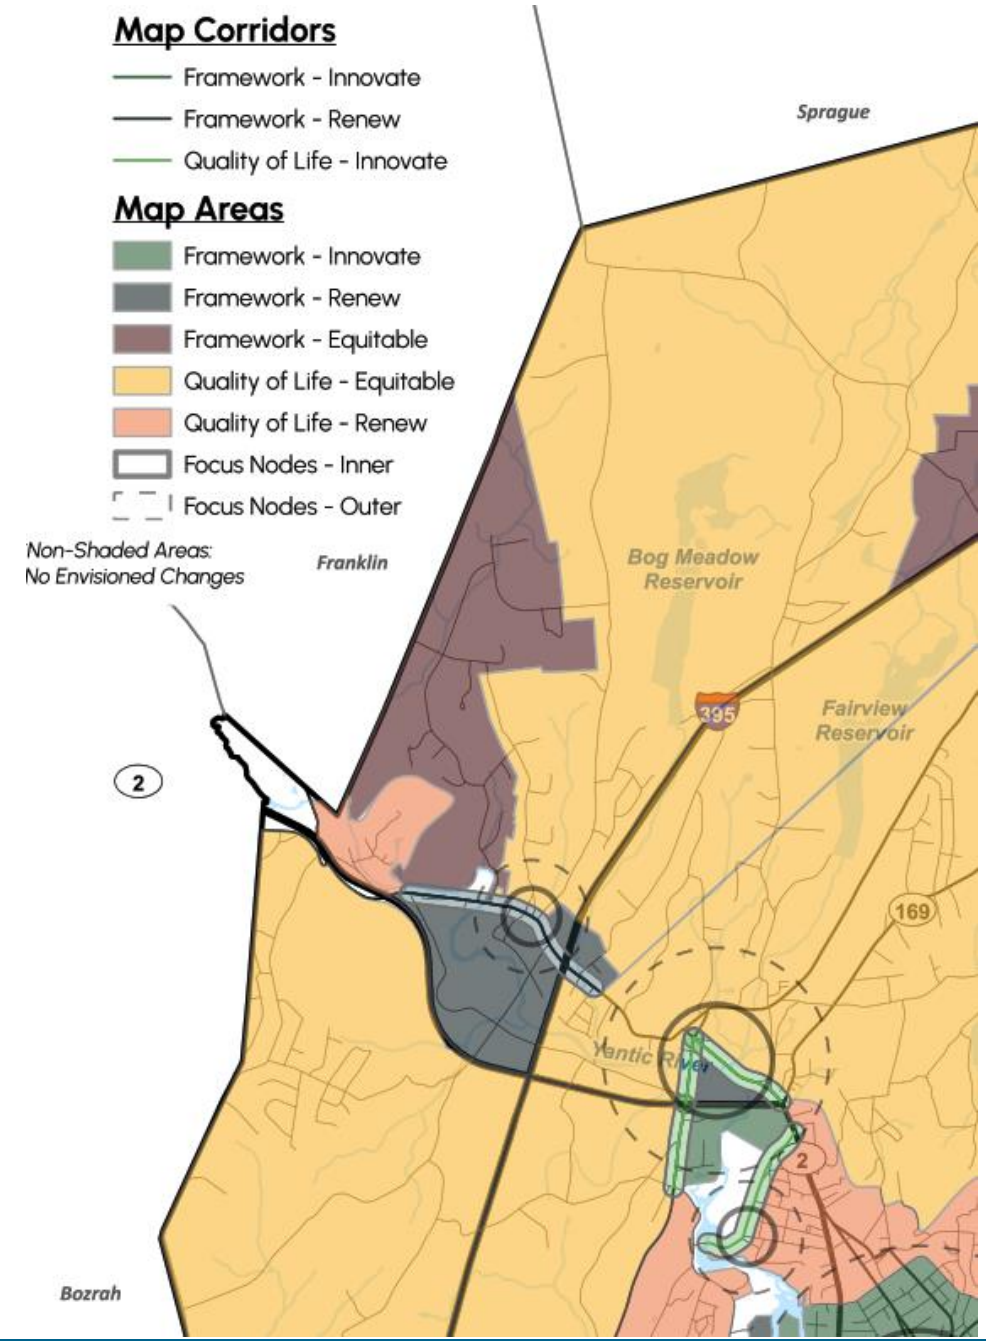 Map Corridors
Framework - Innovate
Framework - Renew
Quality of Life - Innovate
Map Areas
Framework - Innovate
Framework - Renew
Framework - Equitable
Quality of Life - Equitable
Quality of Life - Renew
Focus Nodes - Inner
Focus Nodes - Outer
Non-Shaded Areas:
No Envisioned Changes
Sprague
Franklin
Bog Meadow
Reservoir
395
Fairview
Reservoir
2
169
Yantic River
2
Bozrah